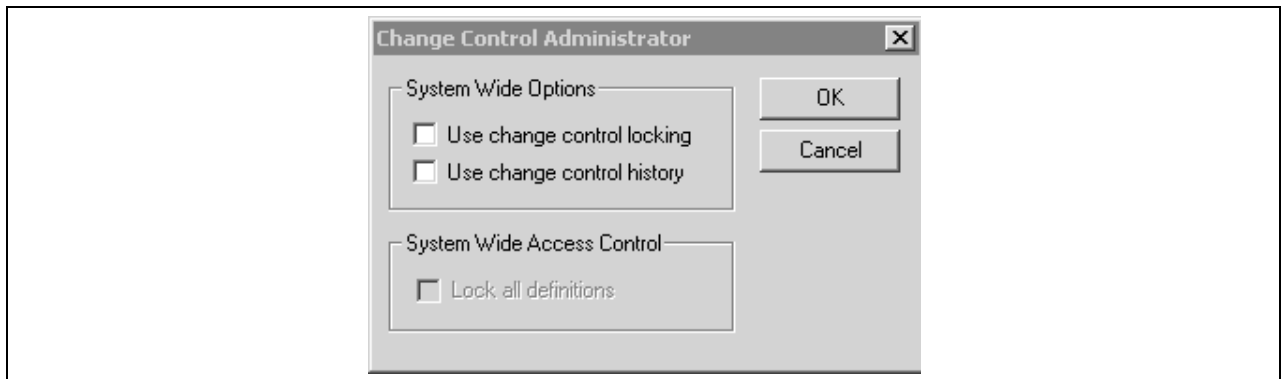 Change Control Administrator
System Wide Options
Use change control locking
Use change control history
System Wide Access Control
Lock all definitions
OK
Cancel